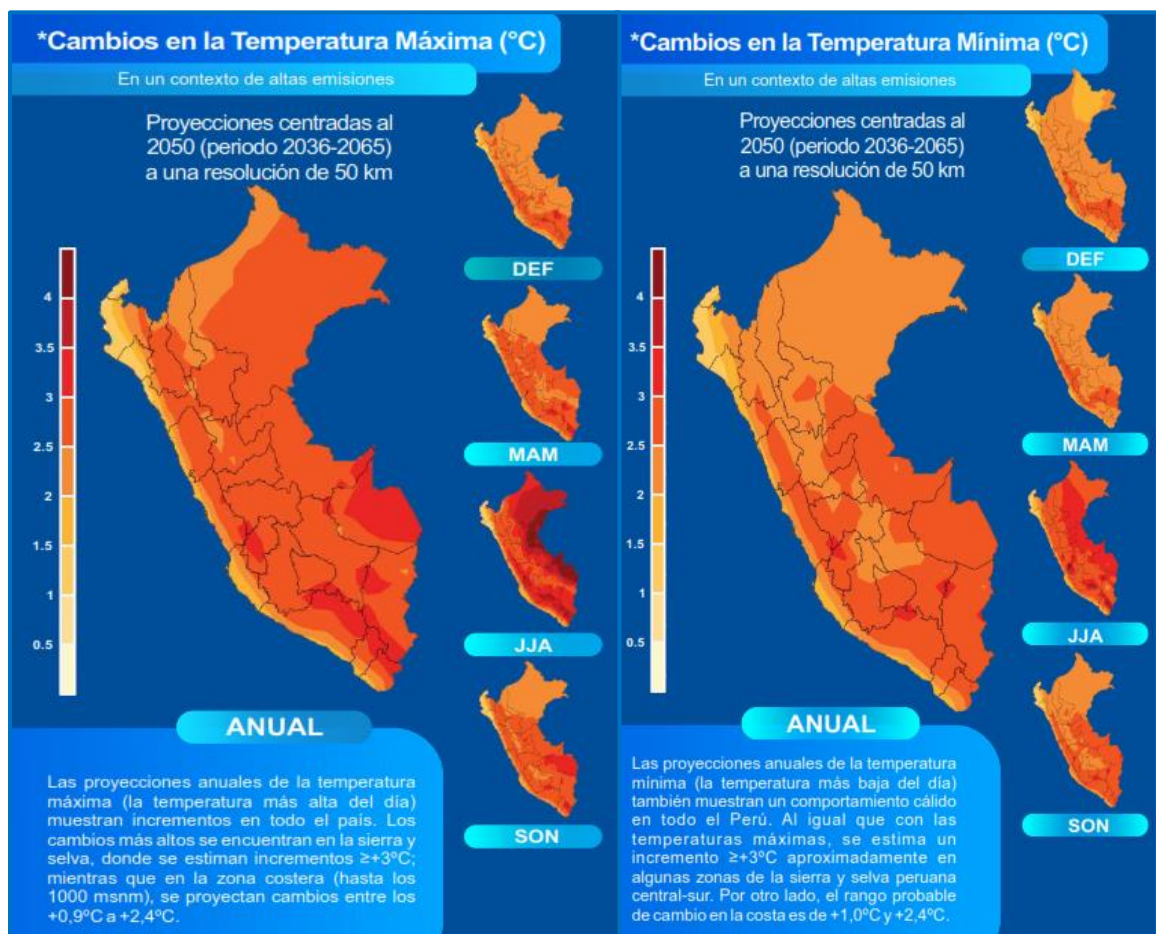 *Cambios en la Temperatura Máxima (°C)
En un contexto de altas emisiones
Proyecciones centradas al
2050 (periodo 2036-2065)
a una resolución de 50 km
4
3.5
3
2.5
2
1.5
1
0.5
DEF
MAM
JJA
SON
ANUAL
Las proyecciones anuales de la temperatura
máxima (la temperatura más alta del día)
muestran incrementos en todo el país. Los
cambios más altos se encuentran en la sierra y
selva, donde se estiman incrementos ≥+3ºC;
mientras que en la zona costera (hasta los
1000 msnm), se proyectan cambios entre los
+0,9ºC a +2,4ºC.
*Cambios en la Temperatura Mínima (°C)
En un contexto de altas emisiones
Proyecciones centradas al
2050 (periodo 2036-2065)
a una resolución de 50 km
4
3.5
3
2.5
2
1.5
1
0.5
DEF
MAM
JJA
SON
ANUAL
Las proyecciones anuales de la temperatura
mínima (la temperatura más baja del día)
también muestran un comportamiento cálido
en todo el Perú. Al igual que con las
temperaturas máximas, se estima un
incremento ≥+3ºC aproximadamente en
algunas zonas de la sierra y selva peruana
central-sur. Por otro lado, el rango probable
de cambio en la costa es de +1,0ºC y +2,4ºC.